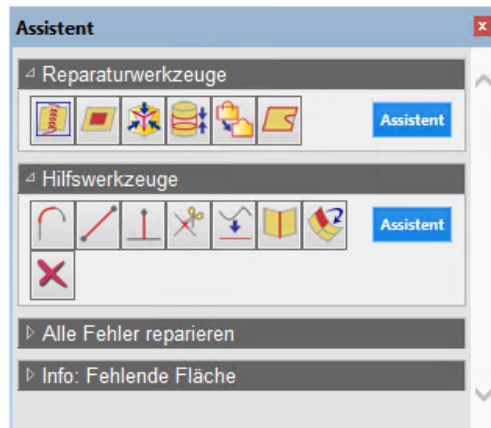 Assistent
Reparaturwerkzeuge
Assistent
Hilfswerkzeuge
Assistent
Alle Fehler reparieren
Info: Fehlende Fläche